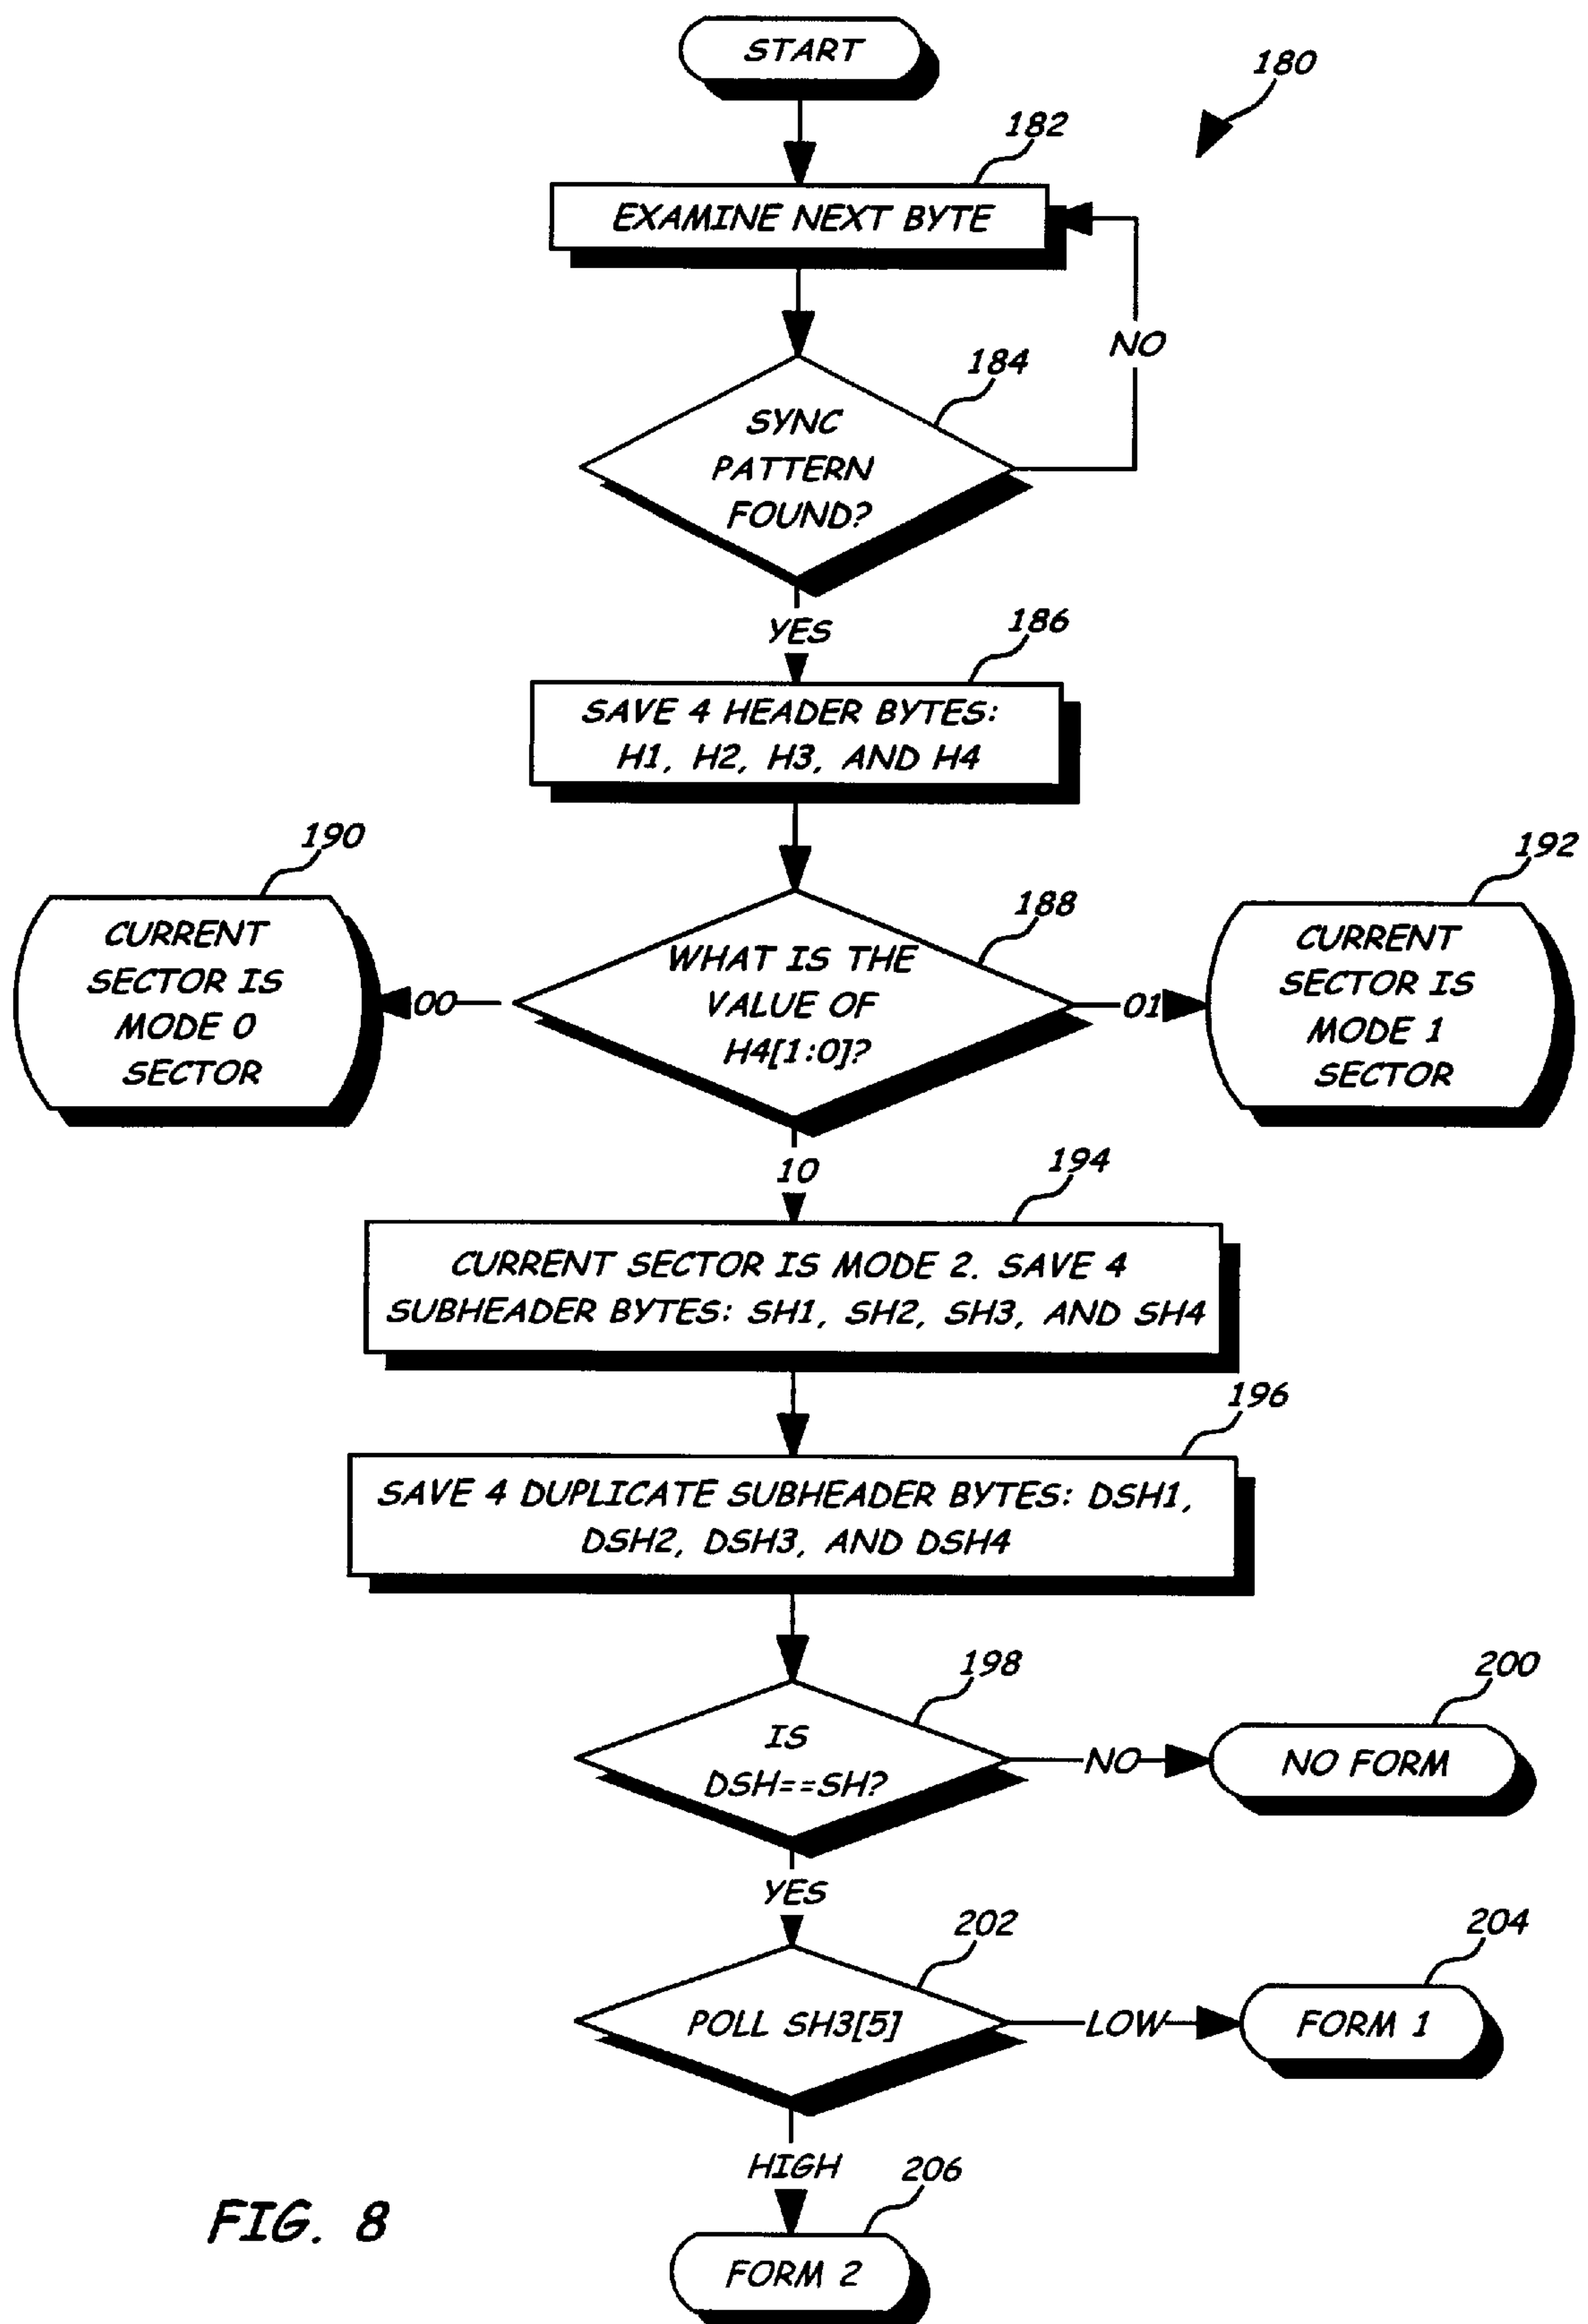 START
180
182
EXAMINE NEXT BYTE
NO
184
SYNC
PATTERN
FOUND?
YES
186
SAVE 4 HEADER BYTES:
H1, H2, H3, AND H4
190
CURRENT
SECTOR IS
MODE 0
SECTOR
188
WHAT IS THE
VALUE OF
H4[1:0]?
00
01
192
CURRENT
SECTOR IS
MODE 1
SECTOR
10
194
CURRENT SECTOR IS MODE 2. SAVE 4
SUBHEADER BYTES: SH1, SH2, SH3, AND SH4
196
SAVE 4 DUPLICATE SUBHEADER BYTES: DSH1,
DSH2, DSH3, AND DSH4
198
IS
DSH==SH?
NO
200
NO FORM
YES
202
POLL SH3[5]
LOW
204
FORM 1
HIGH
206
FORM 2
FIG. 8